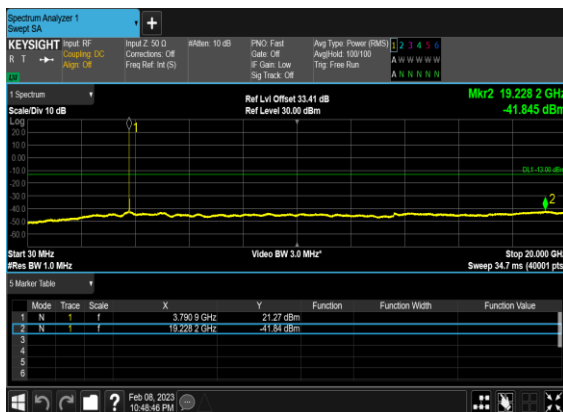 Spectrum Analyzer 1
Swept SA
+
KEYSIGHT
R T
LU
Input: RF
Coupling: DC
Align: Off
Input Z: 50 Ω
Corrections: Off
Freq Ref: Int (S)
#Atten: 10 dB
PNO: Fast
Gate: Off
IF Gain: Low
Sig Track: Off
Avg Type: Power (RMS)
Avg|Hold: 100/100
Trig: Free Run
1 2 3 4 5 6
A W W W W W
A N N N N N
1 Spectrum
Scale/Div 10 dB
Ref Lvl Offset 33.41 dB
Ref Level 30.00 dBm
Mkr2 19.228 2 GHz
-41.845 dBm
Log
20.0
10.0
0.00
-10.0
-20.0
-30.0
-40.0
-50.0
-60.0
1
DL1 -13.00 dBm
2
Start 30 MHz
#Res BW 1.0 MHz
Video BW 3.0 MHz*
Stop 20.000 GHz
Sweep 34.7 ms (40001 pts)
5 Marker Table
Mode Trace Scale X Y Function Function Width Function Value
1 N 1 f 3.790 9 GHz 21.27 dBm
2 N 1 f 19.228 2 GHz -41.84 dBm
3
4
5
6
?
Feb 08, 2023
10:48:46 PM